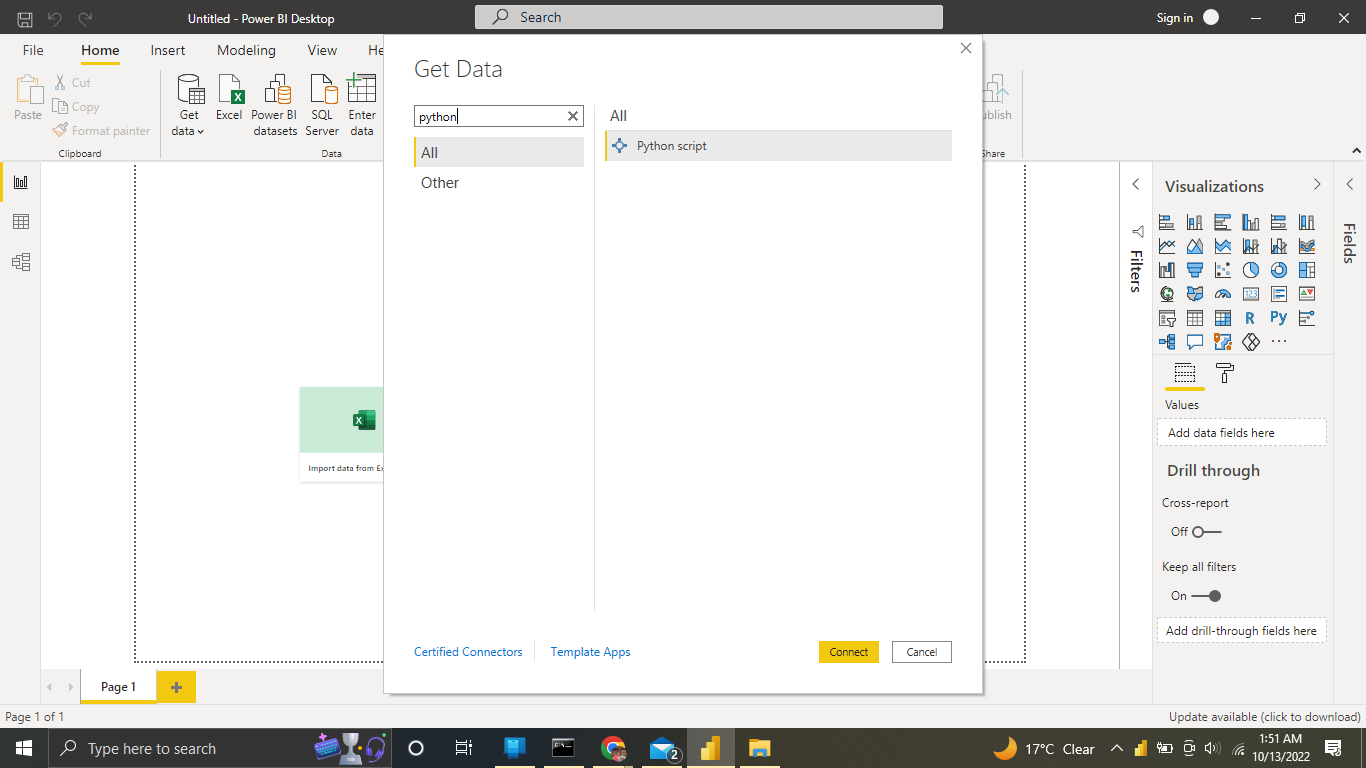 Untitled - Power BI Desktop
Search
Sign in
File
Home
Insert
Modeling
View
He
Paste
Cut
Copy
Format painter
Clipboard
Get data
Excel
Power BI datasets
SQL Server
Enter data
Data
ublish
Share
Get Data
python
All
Other
All
Python script
Certified Connectors
Template Apps
Connect
Cancel
X
Import data from Ex
Filters
Visualizations
123
R
Py
Values
Add data fields here
Drill through
Cross-report
Off
Keep all filters
On
Add drill-through fields here
Fields
Page 1
Page 1 of 1
Update available (click to download)
Type here to search
2
17°C Clear
1:51 AM
10/13/2022